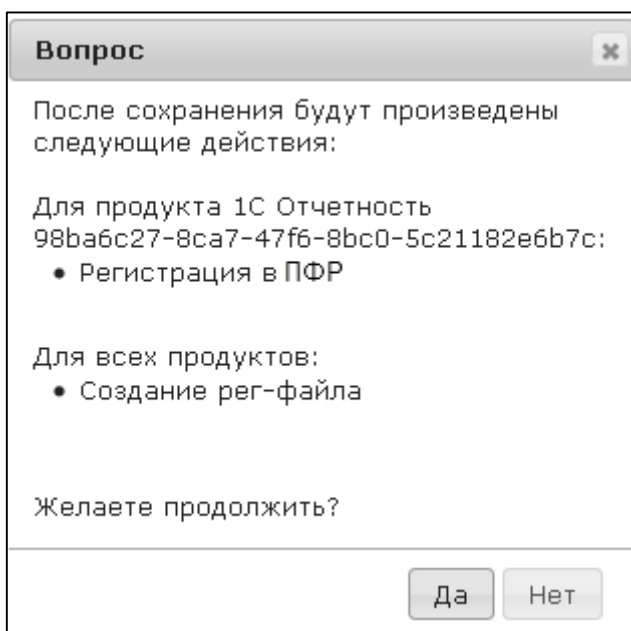 Вопрос
После сохранения будут произведены
следующие действия:
Для продукта 1С Отчетность
98ba6c27-8ca7-47f6-8bc0-5c21182e6b7c:
• Регистрация в ПФР
Для всех продуктов:
• Создание рег-файла
Желаете продолжить?
Да Нет